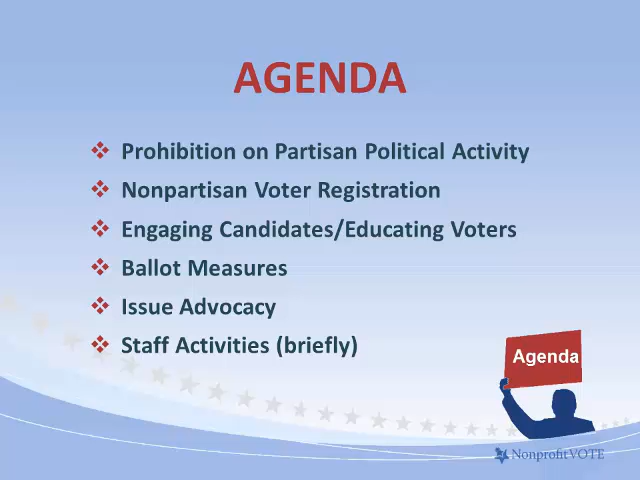 AGENDA
Prohibition on Partisan Political Activity
Nonpartisan Voter Registration
Engaging Candidates/Educating Voters
Ballot Measures
Issue Advocacy
Staff Activities (briefly)
Agenda
NonprofitVOTE